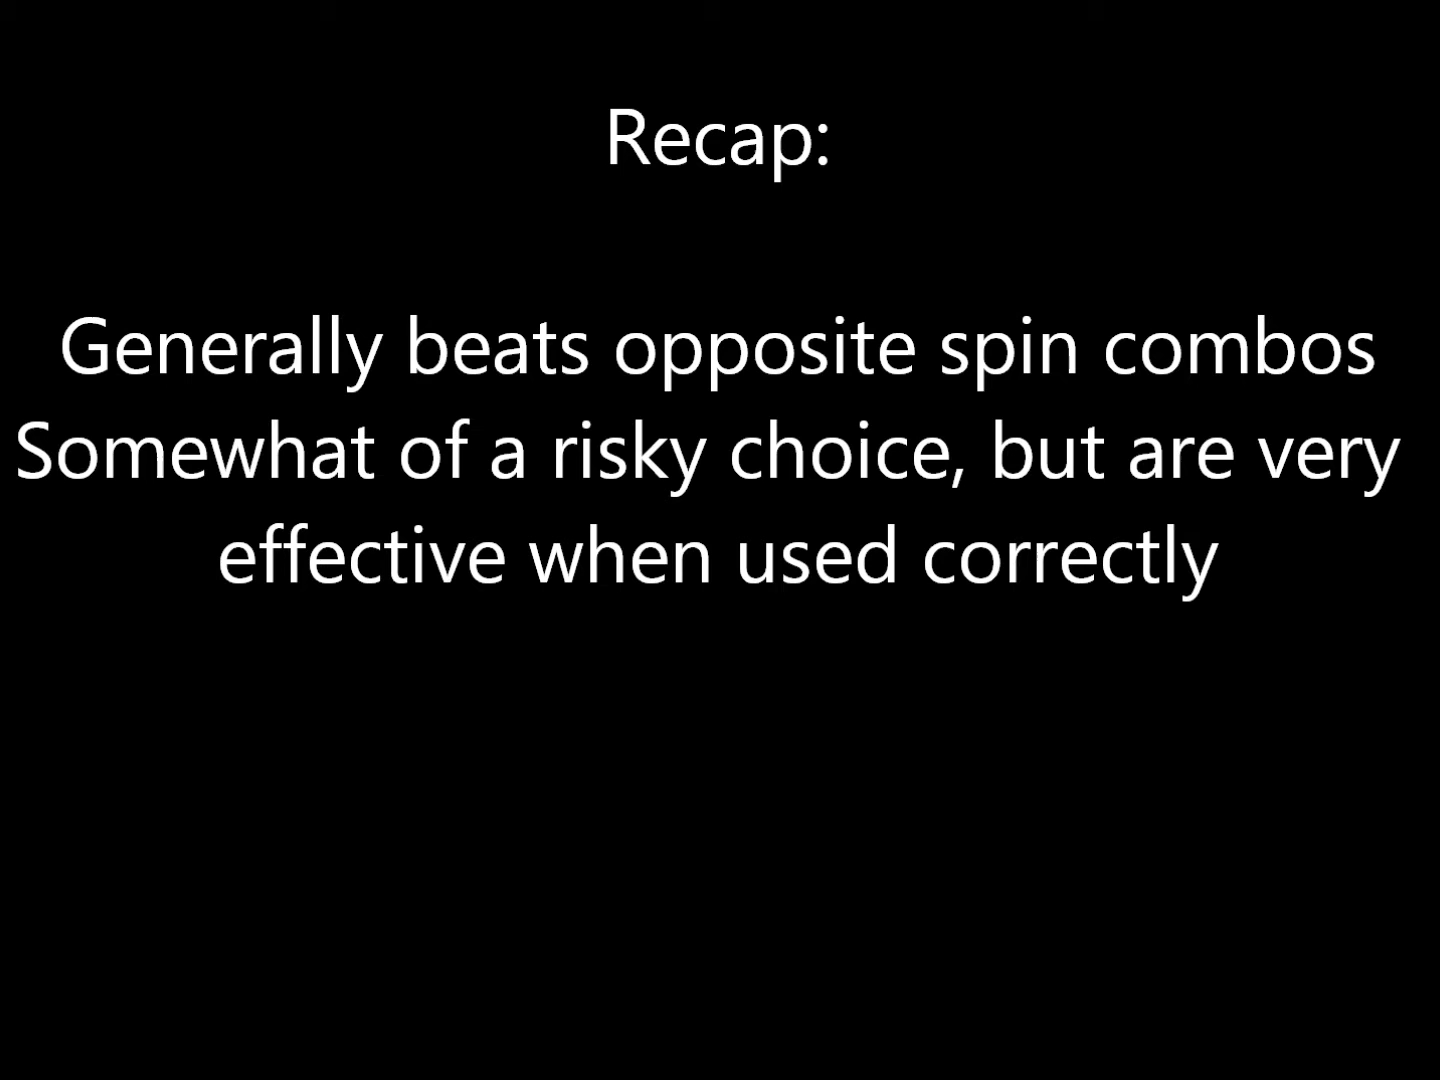 Recap:
Generally beats opposite spin combos
Somewhat of a risky choice, but are very
effective when used correctly